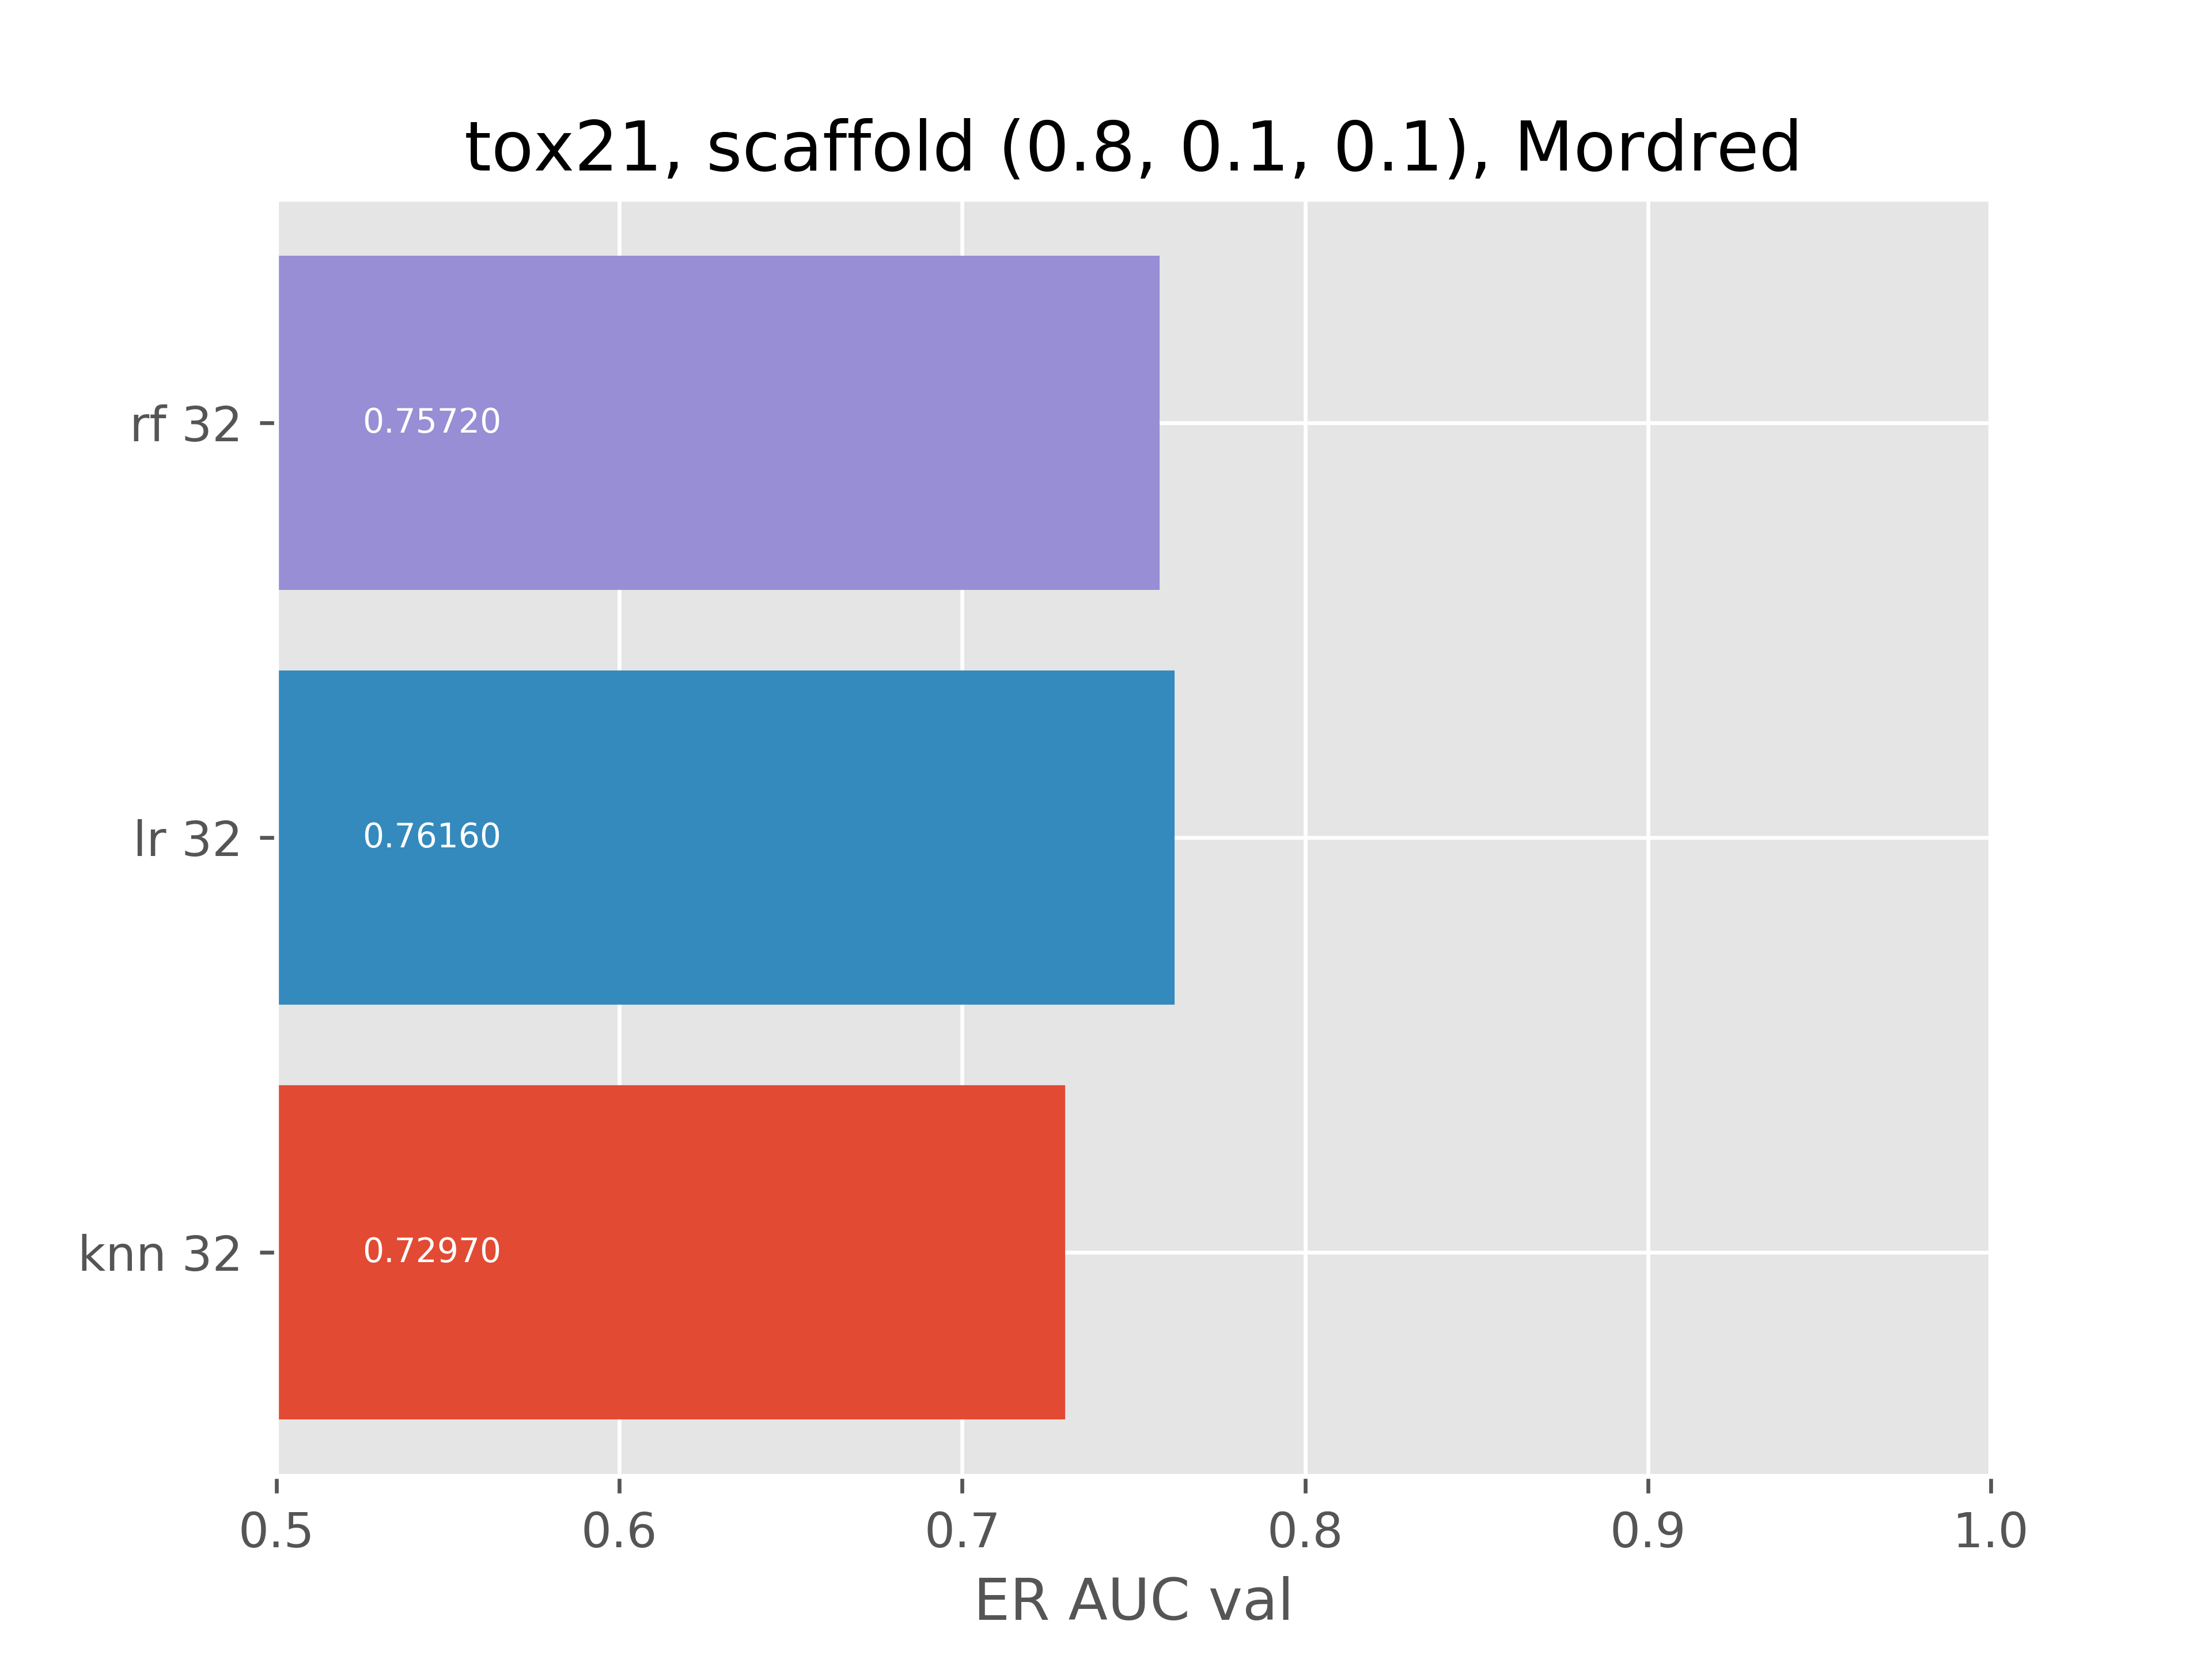 tox21, scaffold (0.8, 0.1, 0.1), Mordred
rf 32
0.75720
lr 32
0.76160
knn 32
0.72970
0.5 0.6 0.7 0.8 0.9 1.0
ER AUC val